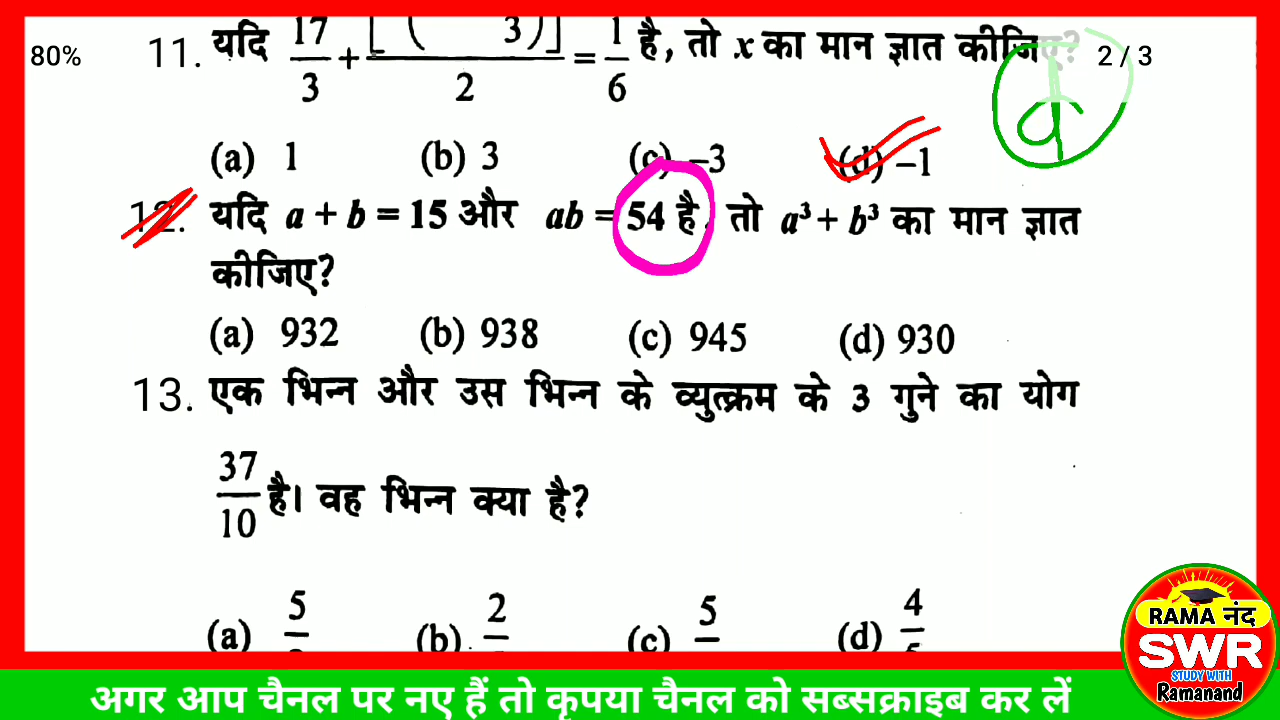 80%
11. यदि 17/3 + [( 3)]/2 = 1/6 है, तो x का मान ज्ञात कीजिए? 2 / 3
(a) 1 (b) 3 (c) –3 (d) –1
d
12. यदि a + b = 15 और ab = 54 है तो a³ + b³ का मान ज्ञात
कीजिए?
(a) 932 (b) 938 (c) 945 (d) 930
13. एक भिन्न और उस भिन्न के व्युत्क्रम के 3 गुने का योग
37/10 है। वह भिन्न क्या है?
(a) 5 (b) 2 (c) 5 (d) 4
RAMA नंद
SWR
STUDY WITH
Ramanand
अगर आप चैनल पर नए हैं तो कृपया चैनल को सब्सक्राइब कर लें